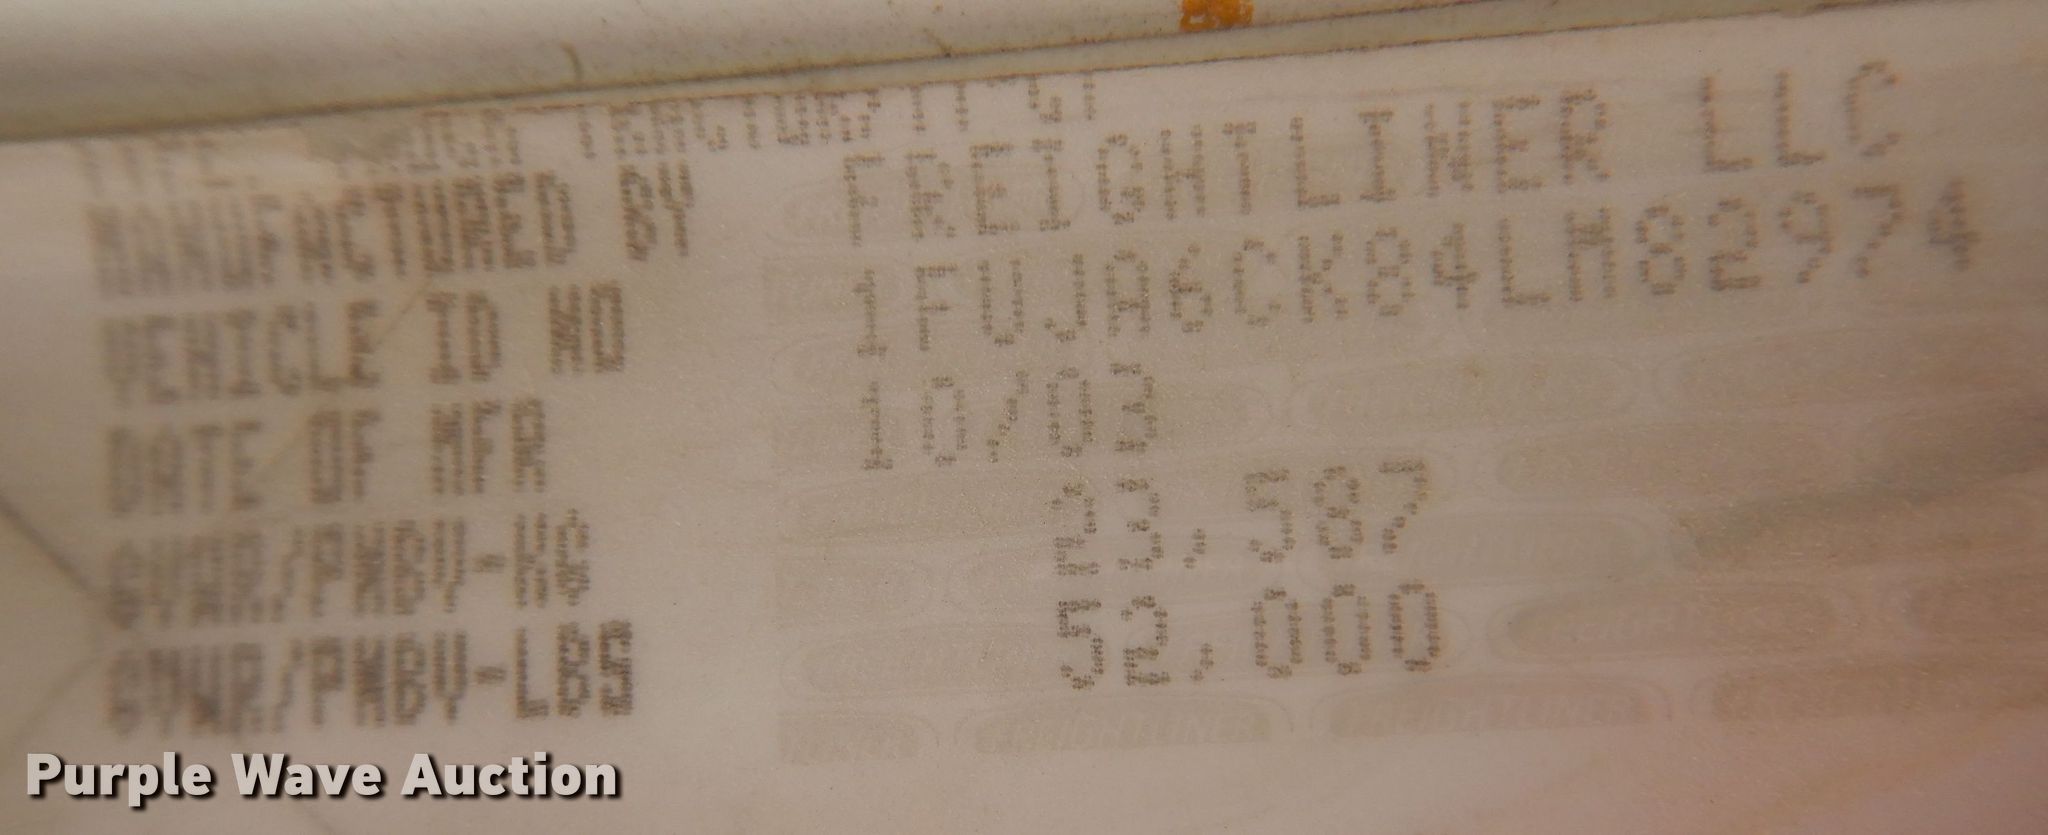 MANUFACTURED BY FREIGHTLINER LLC
VEHICLE ID NO 1FUJA6CK84LM82974
DATE OF MFR 10/03
GVWR/PNBV-KG 23,587
GVWR/PNBV-LBS 52,000
Purple Wave Auction